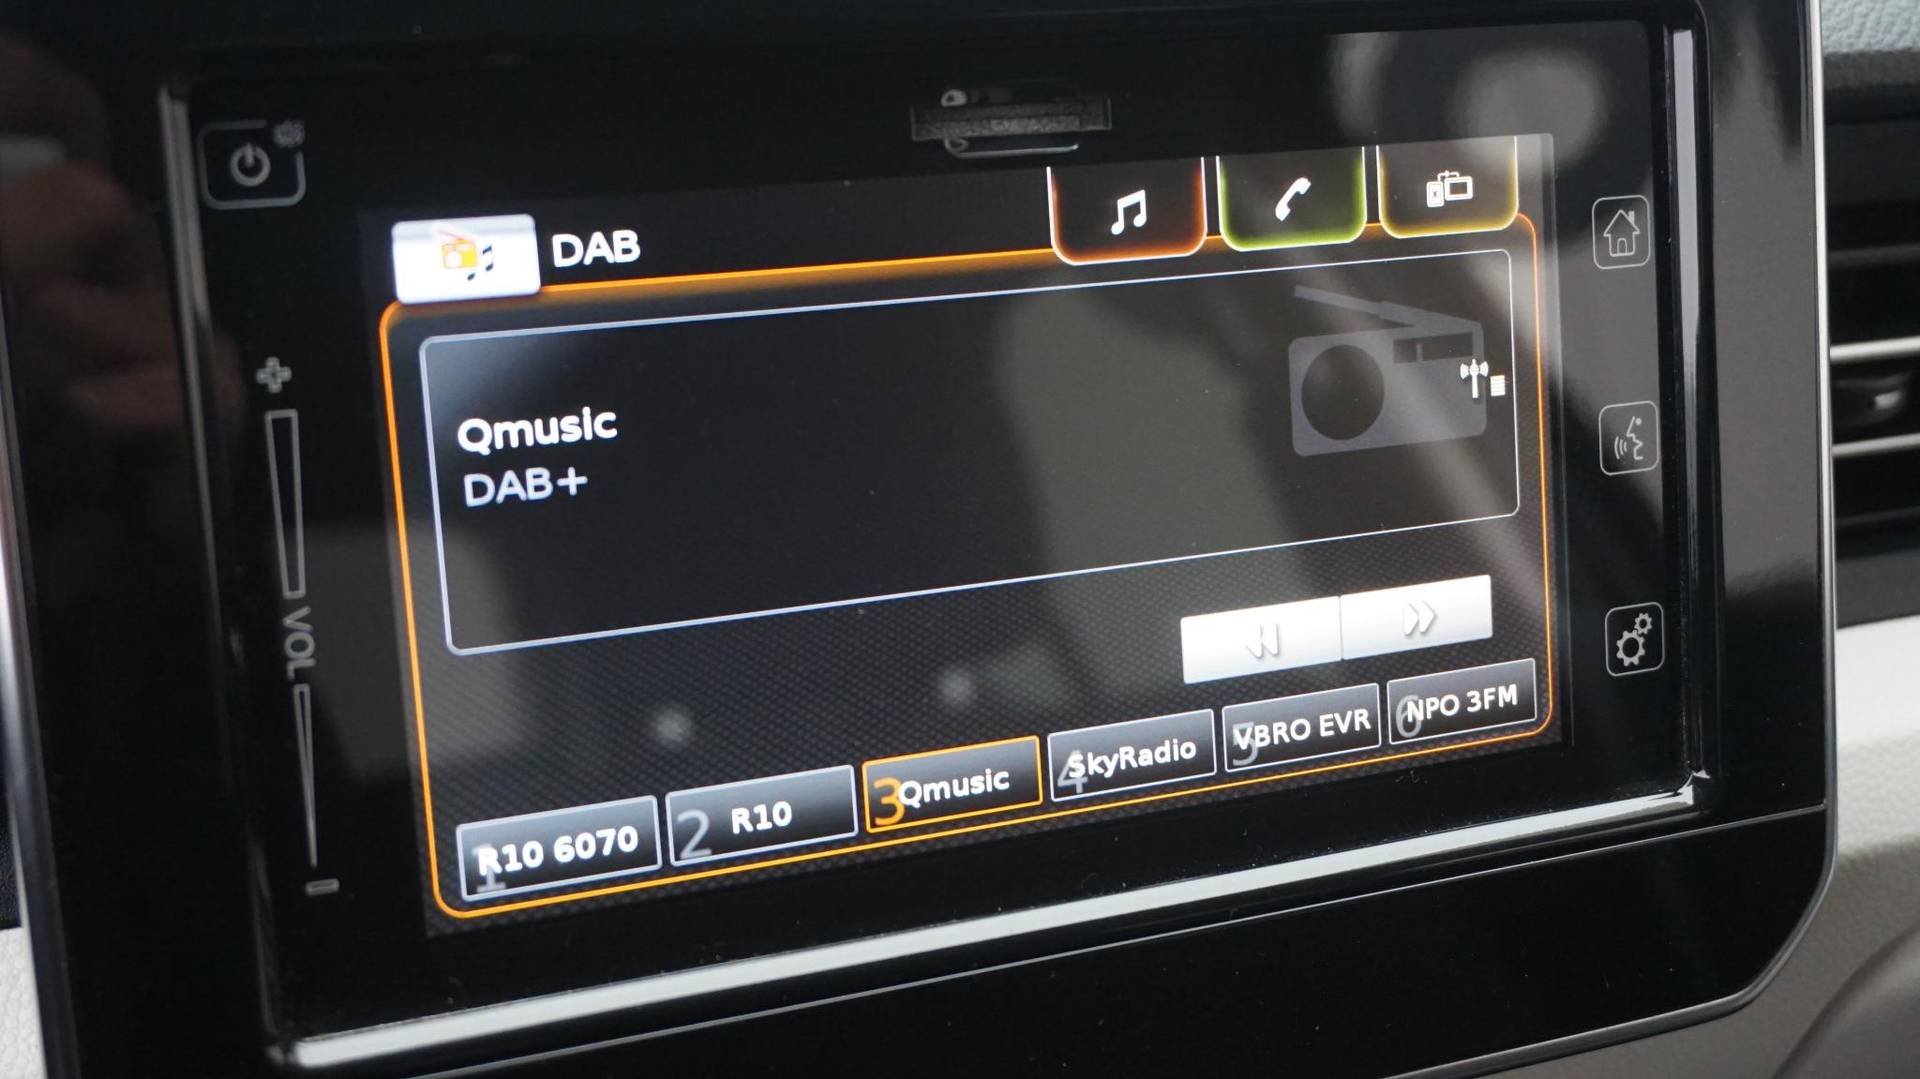 DAB
Qmusic
DAB+
VOL
1 R10 6070
2 R10
3 Qmusic
4 SkyRadio
5 VBRO EVR
6 NPO 3FM